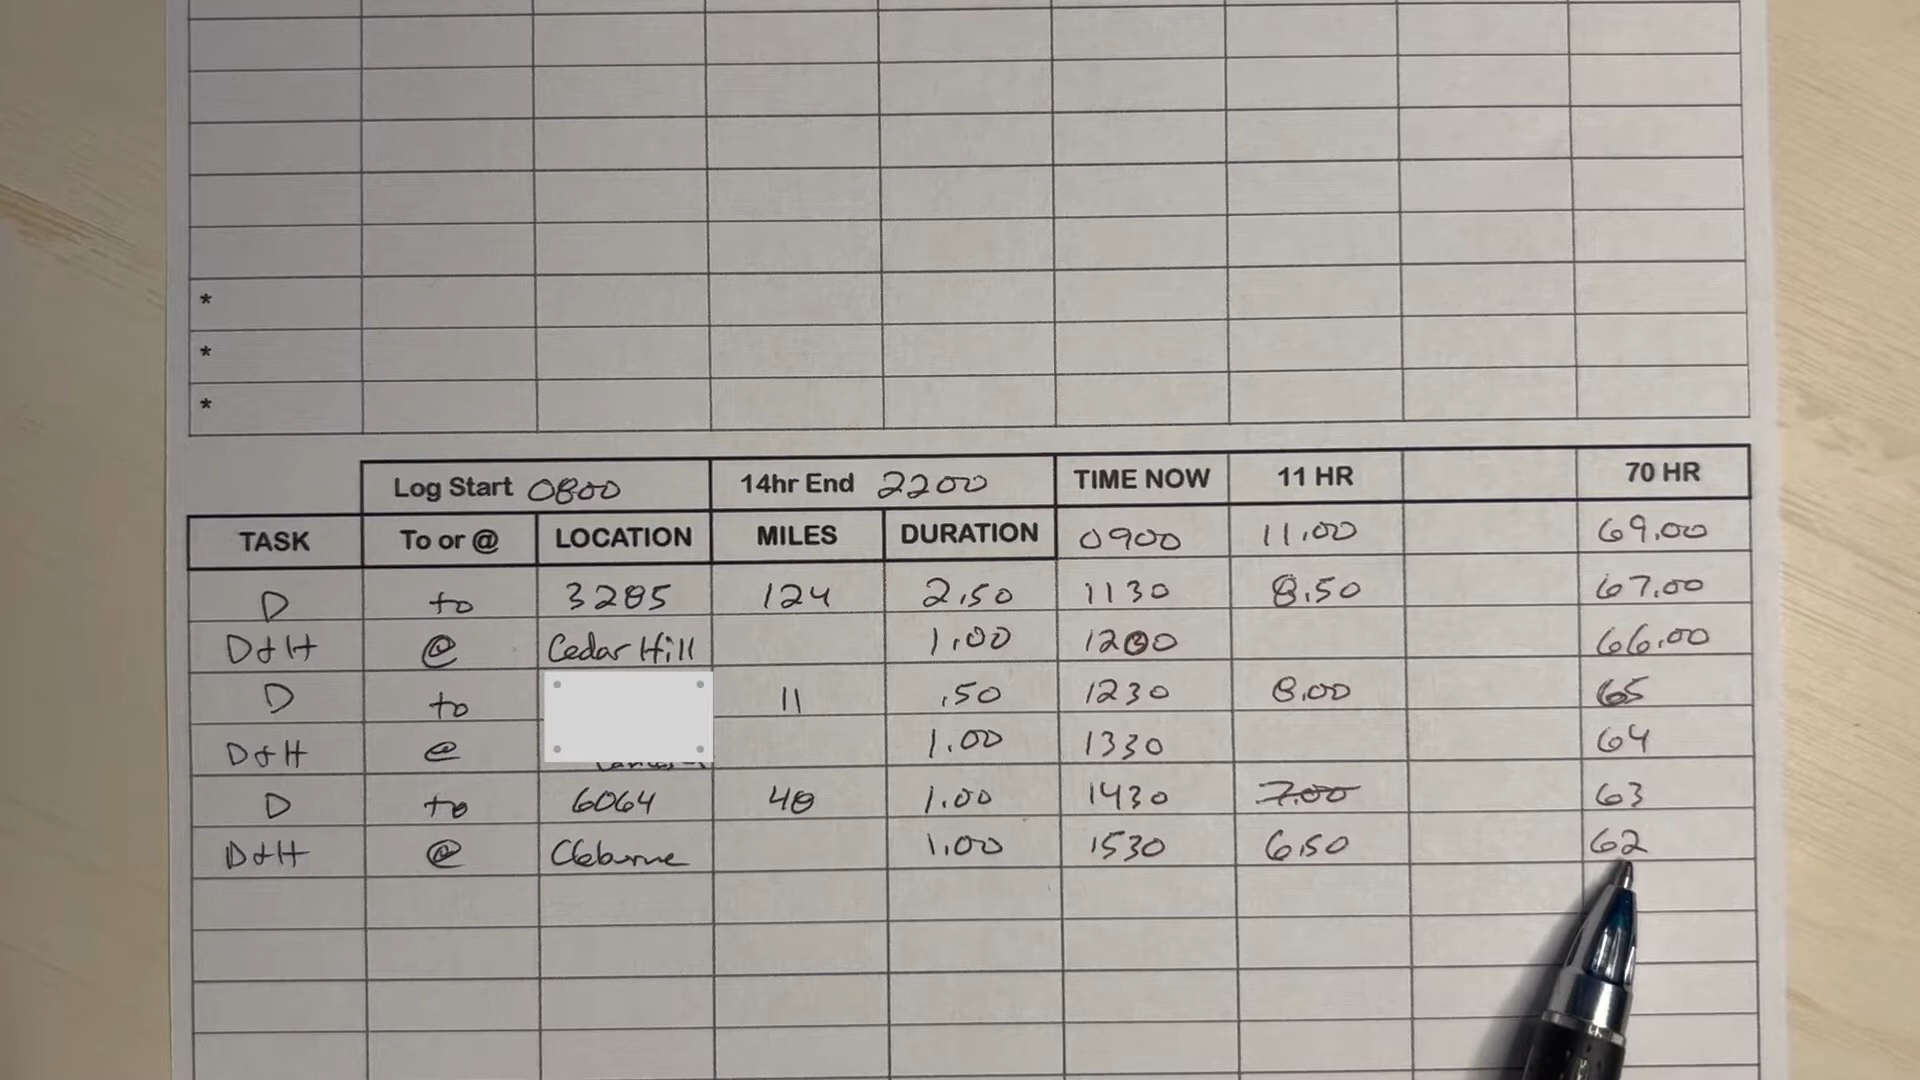 *
*
*
Log Start 0800 14hr End 2200 TIME NOW 11 HR 70 HR
TASK To or @ LOCATION MILES DURATION 0900 11.00 69.00
D to 3285 124 2.50 1130 8.50 67.00
D+H @ Cedar Hill 1.00 1200 66.00
D to 11 .50 1230 8.00 65
D+H @ 1.00 1330 64
D to 6064 48 1.00 1430 7.00 63
D+H @ Cleburne 1.00 1530 6.50 62